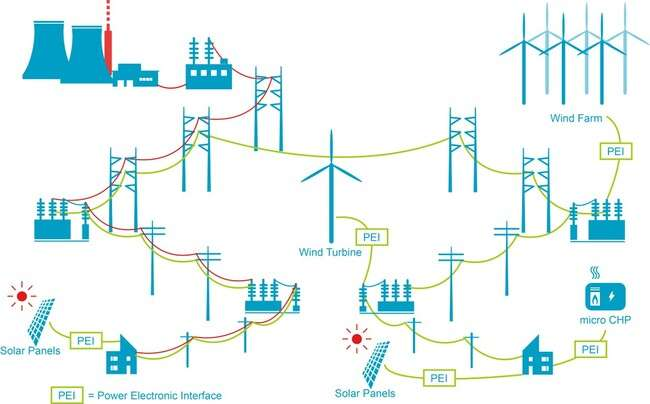 Wind Farm
PEI
Wind Turbine
PEI
micro CHP
Solar Panels
PEI
PEI
Solar Panels
PEI
PEI = Power Electronic Interface